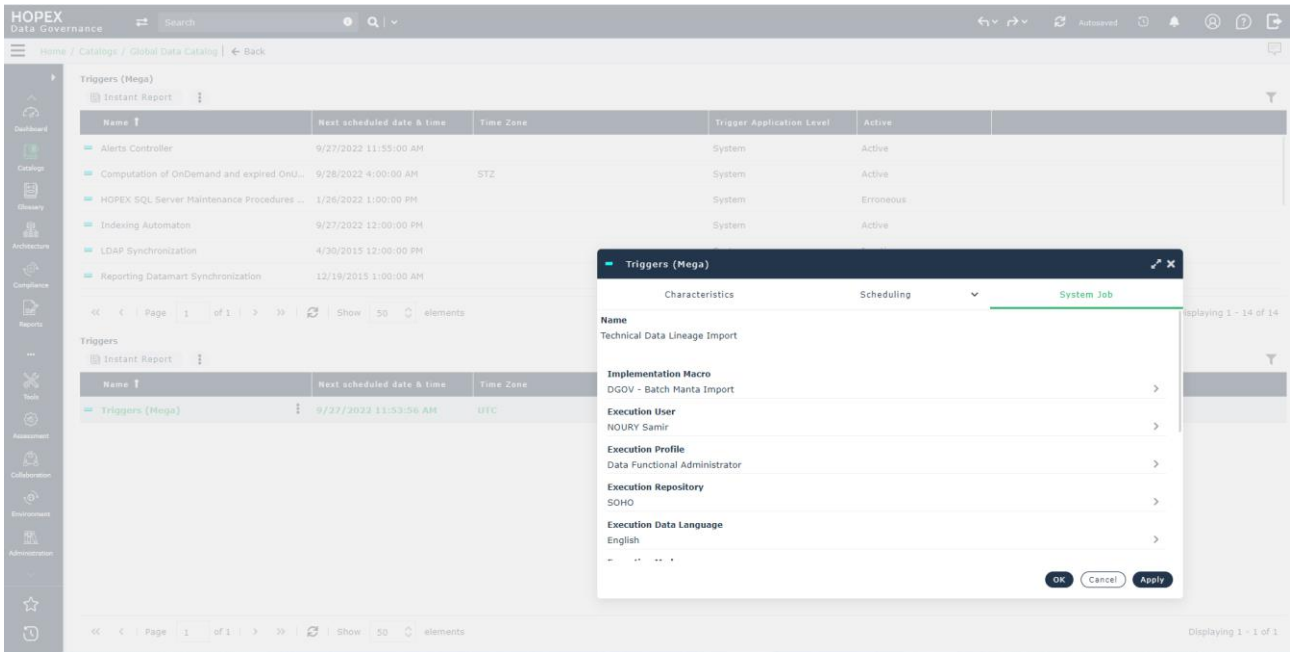 HOPEX
Data Governance
Search
Autosaved
Home / Catalogs / Global Data Catalog | ← Back
Dashboard
Catalogs
Glossary
Architecture
Compliance
Reports
...
Tools
Assessment
Collaboration
Environment
Administration
Triggers (Mega)
Instant Report
Name ↑ Next scheduled date & time Time Zone Trigger Application Level Active
Alerts Controller 9/27/2022 11:55:00 AM System Active
Computation of OnDemand and expired OnU... 9/28/2022 4:00:00 AM STZ System Active
HOPEX SQL Server Maintenance Procedures ... 1/26/2022 1:00:00 PM System Erroneous
Indexing Automaton 9/27/2022 12:00:00 PM System Active
LDAP Synchronization 4/30/2015 12:00:00 PM
Reporting Datamart Synchronization 12/19/2015 1:00:00 AM
<< < | Page 1 of 1 | > >> | Show 50 elements
isplaying 1 - 14 of 14
Triggers
Instant Report
Name ↑ Next scheduled date & time Time Zone
Triggers (Mega) 9/27/2023 11:53:56 AM UTC
<< < | Page 1 of 1 | > >> | Show 50 elements
Displaying 1 - 1 of 1
Triggers (Mega)
Characteristics Scheduling System Job
Name
Technical Data Lineage Import
Implementation Macro
DGOV - Batch Manta Import
Execution User
NOURY Samir
Execution Profile
Data Functional Administrator
Execution Repository
SOHO
Execution Data Language
English
OK Cancel Apply